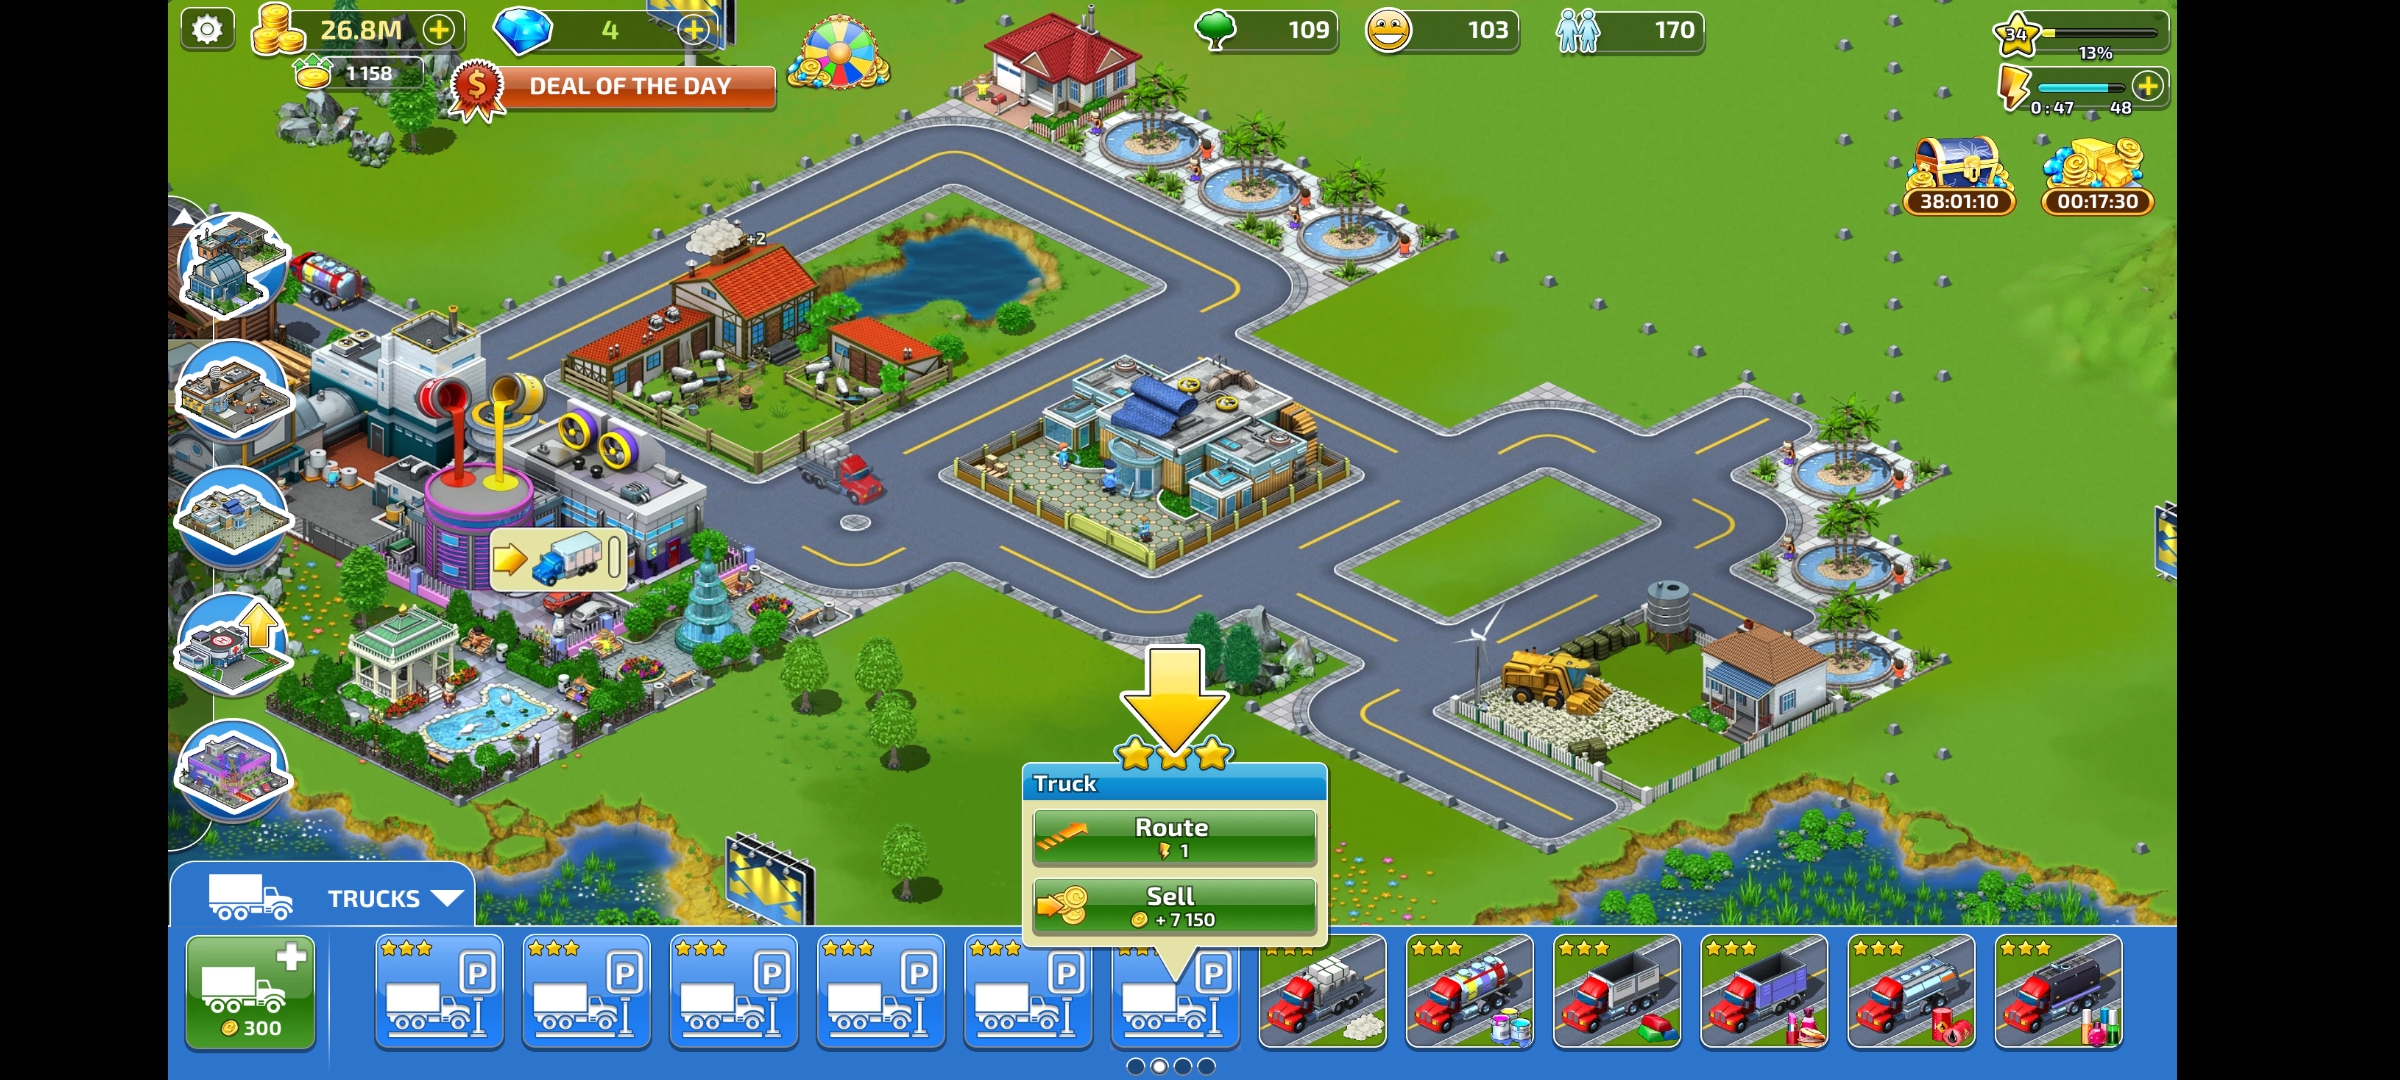 26.8M
4
109
103
170
34
13%
1 158
DEAL OF THE DAY
0:47
48
38:01:10
00:17:30
+2
Truck
Route
1
Sell
+7 150
TRUCKS
300
P
P
P
P
P
P